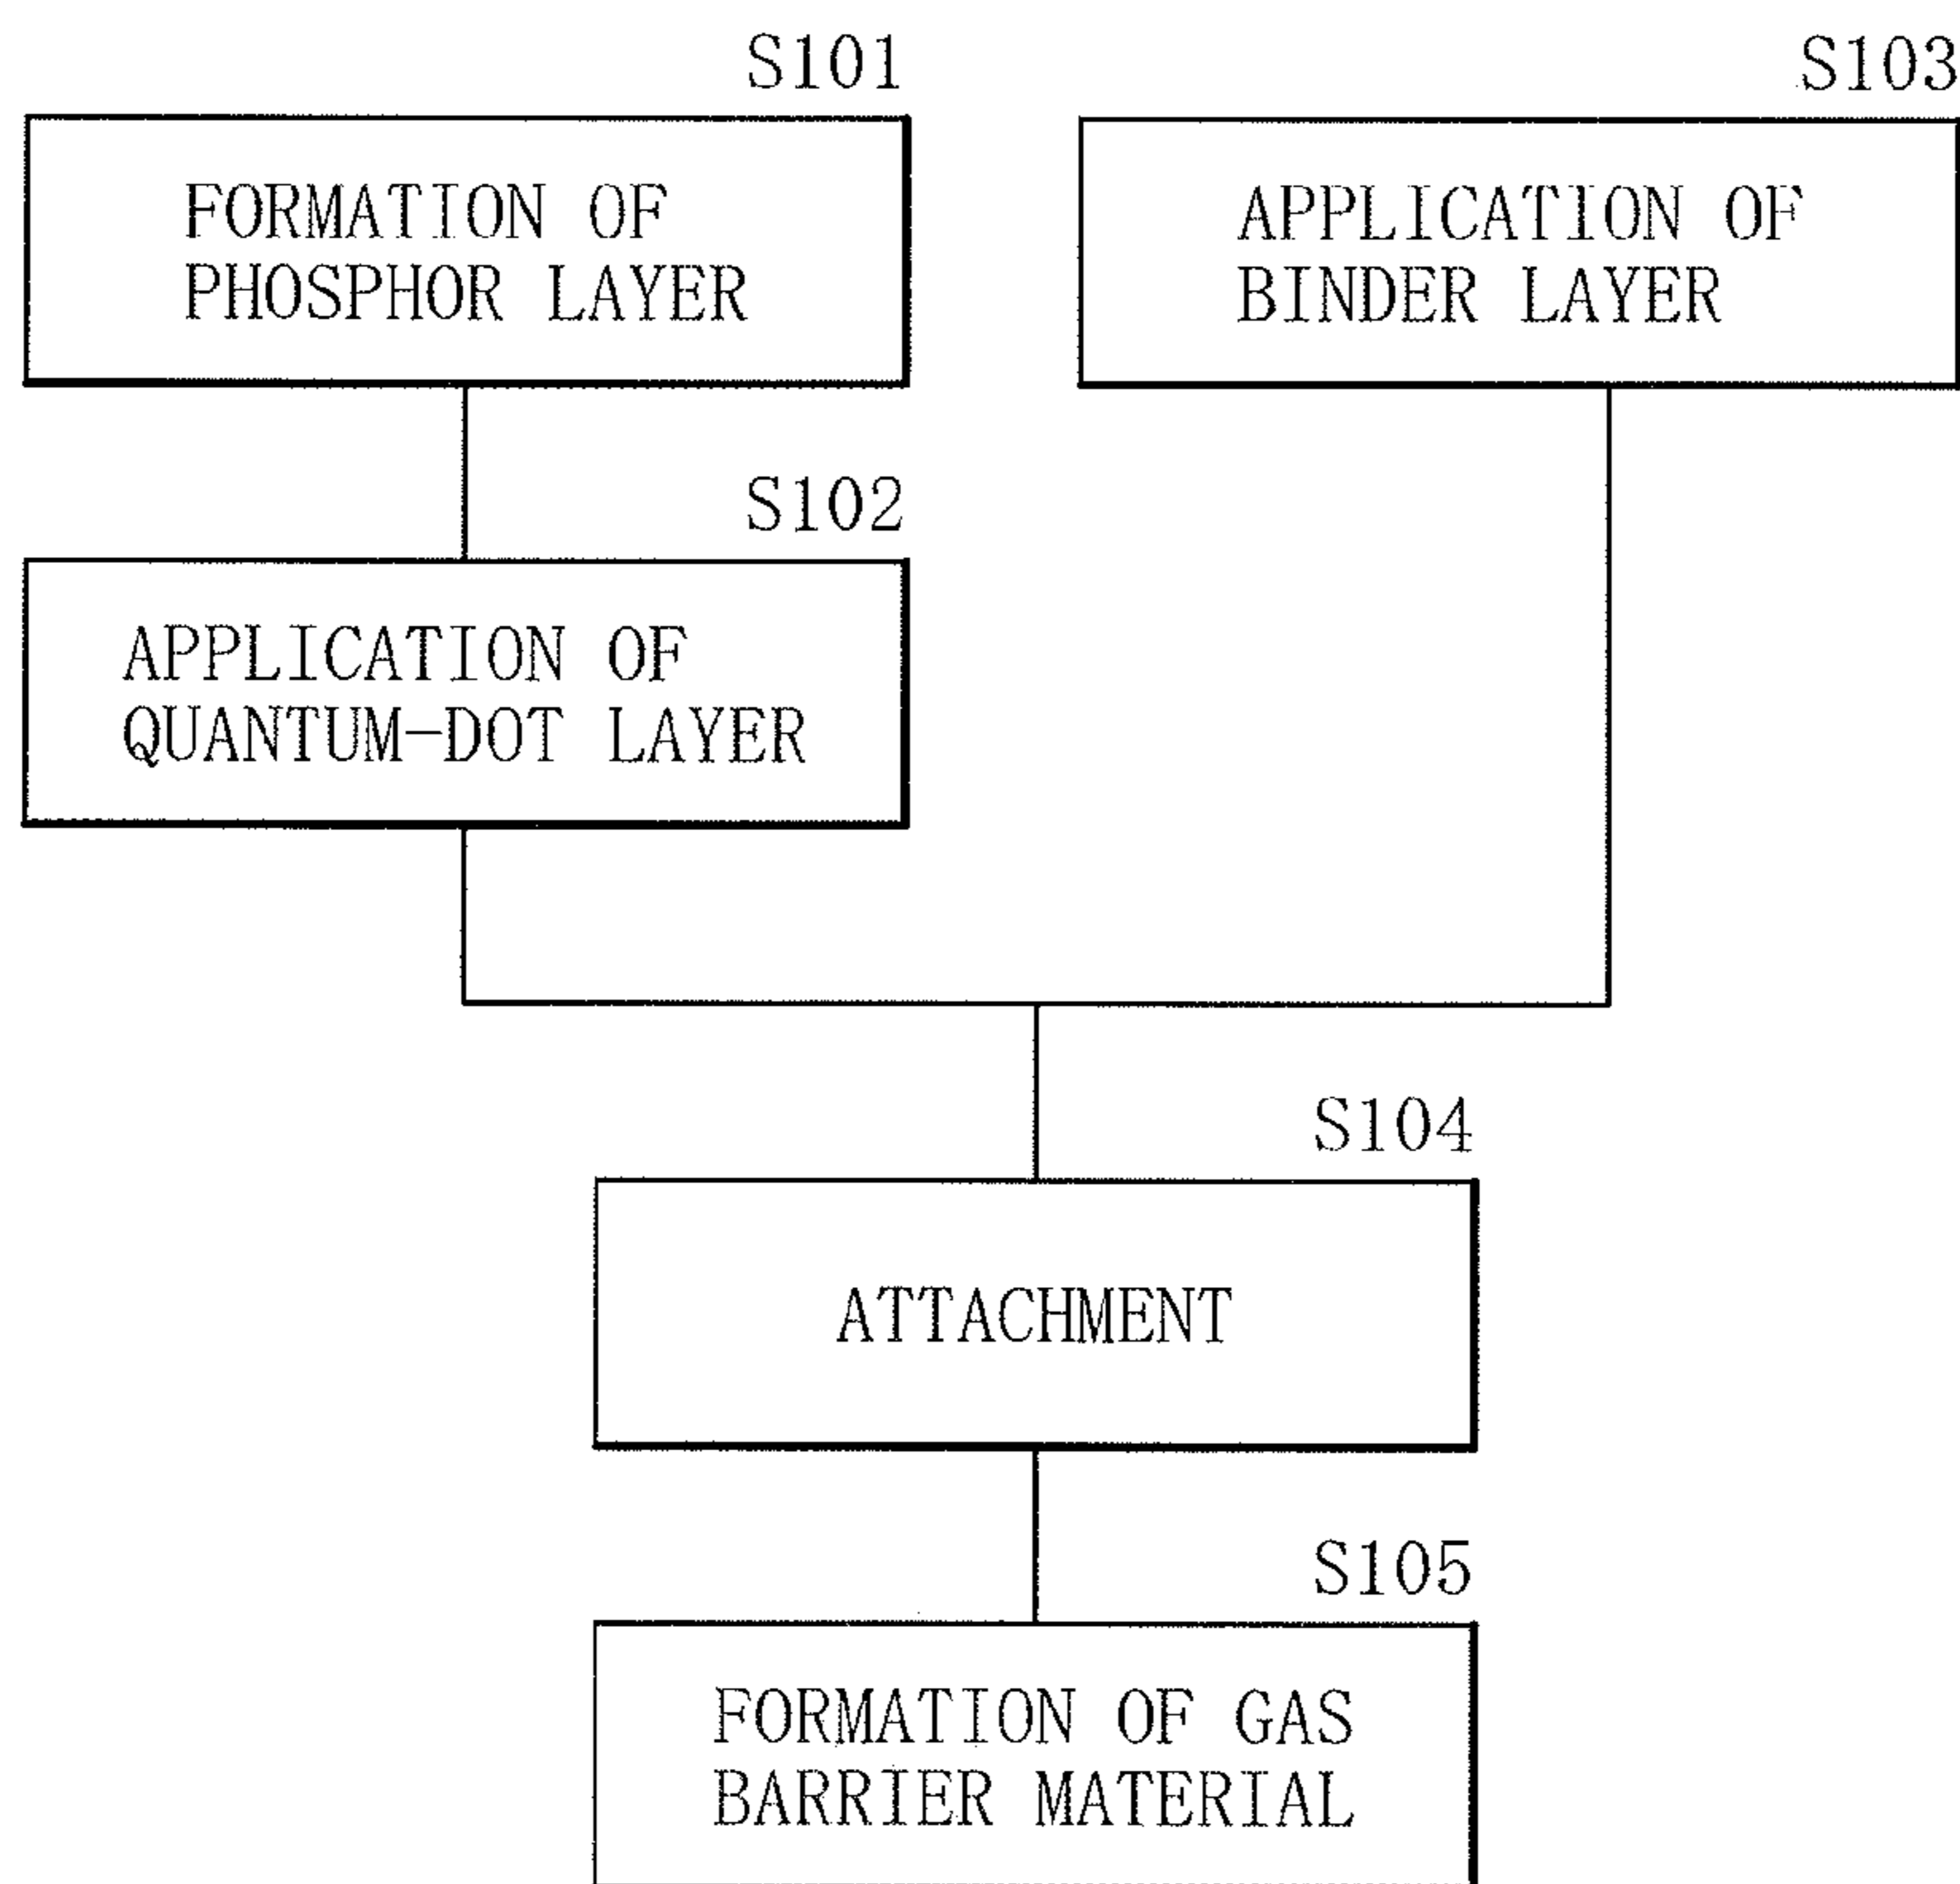 S101
FORMATION OF
PHOSPHOR LAYER
S103
APPLICATION OF
BINDER LAYER
S102
APPLICATION OF
QUANTUM-DOT LAYER
S104
ATTACHMENT
S105
FORMATION OF GAS
BARRIER MATERIAL